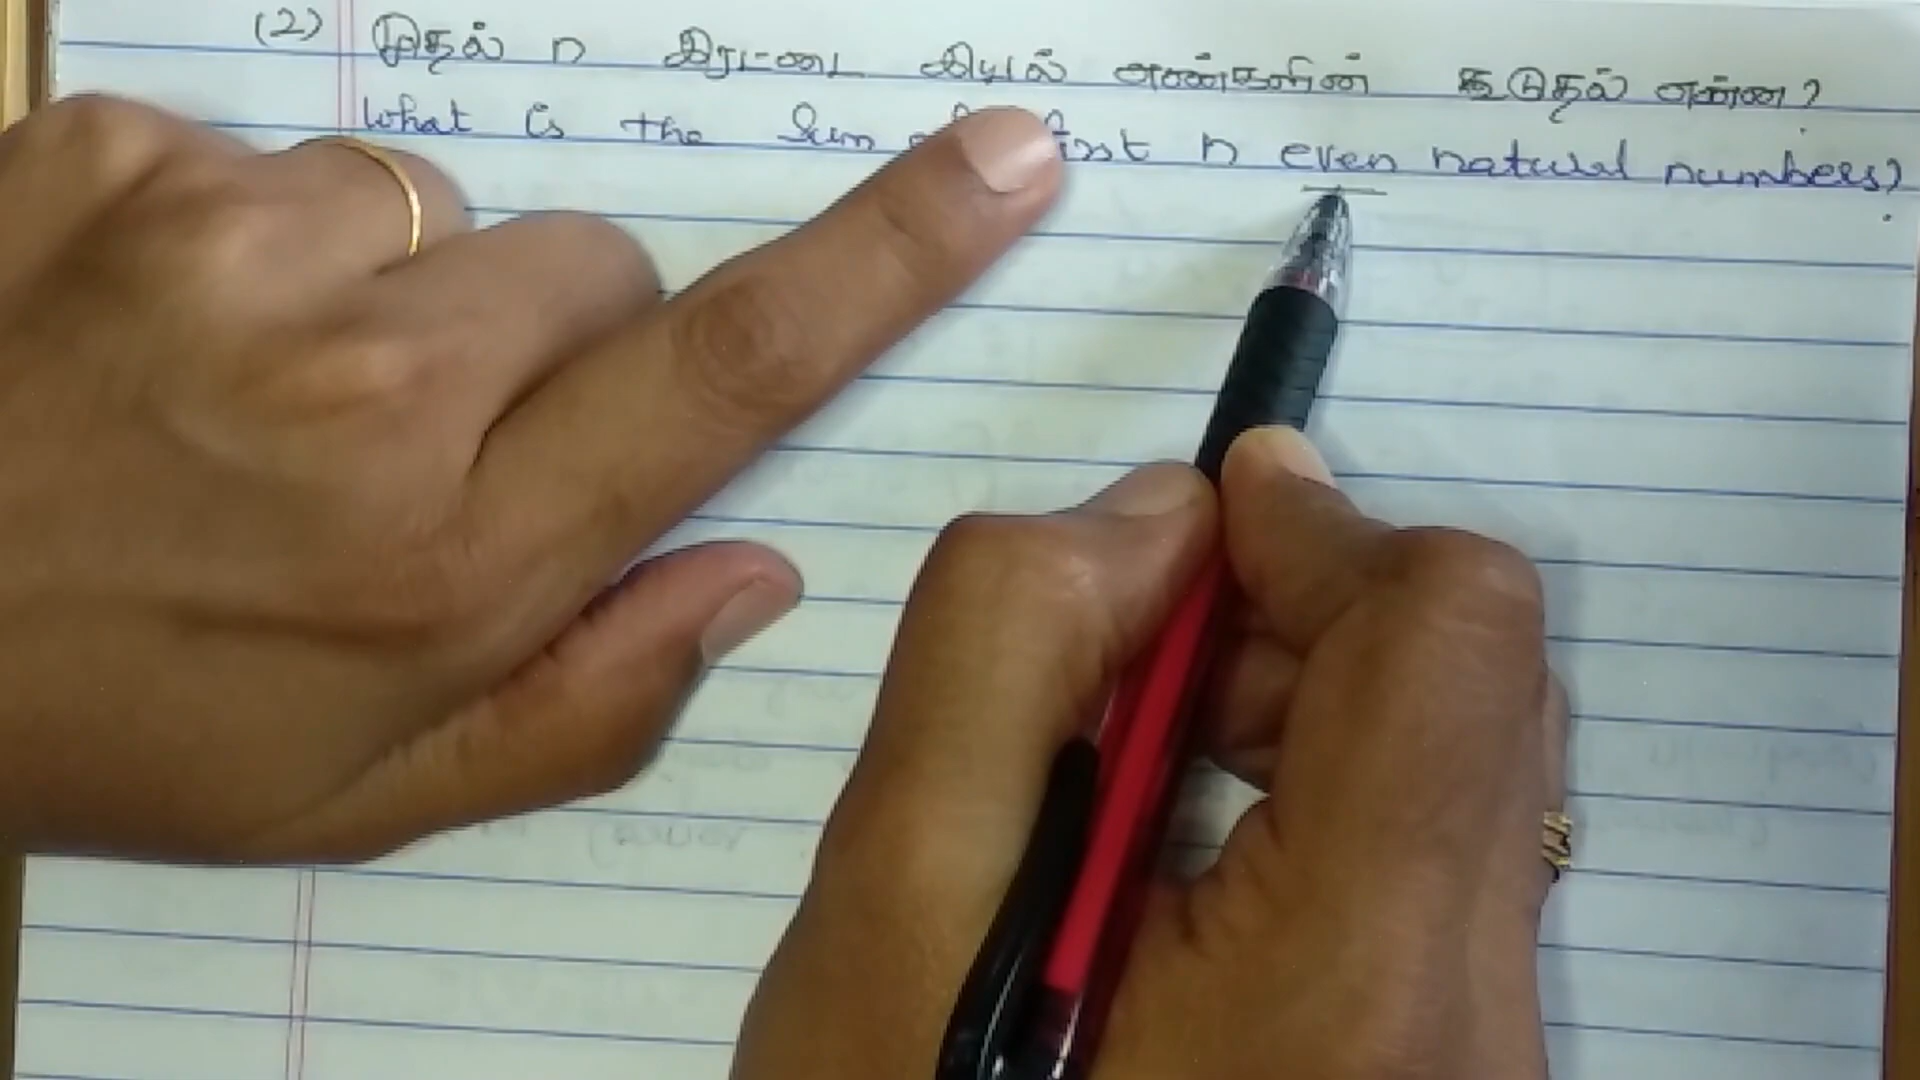 (2) முதல் n இரட்டை இயல் எண்களின் கூடுதல் என்ன?
What is the Sum first n even natural numbers?